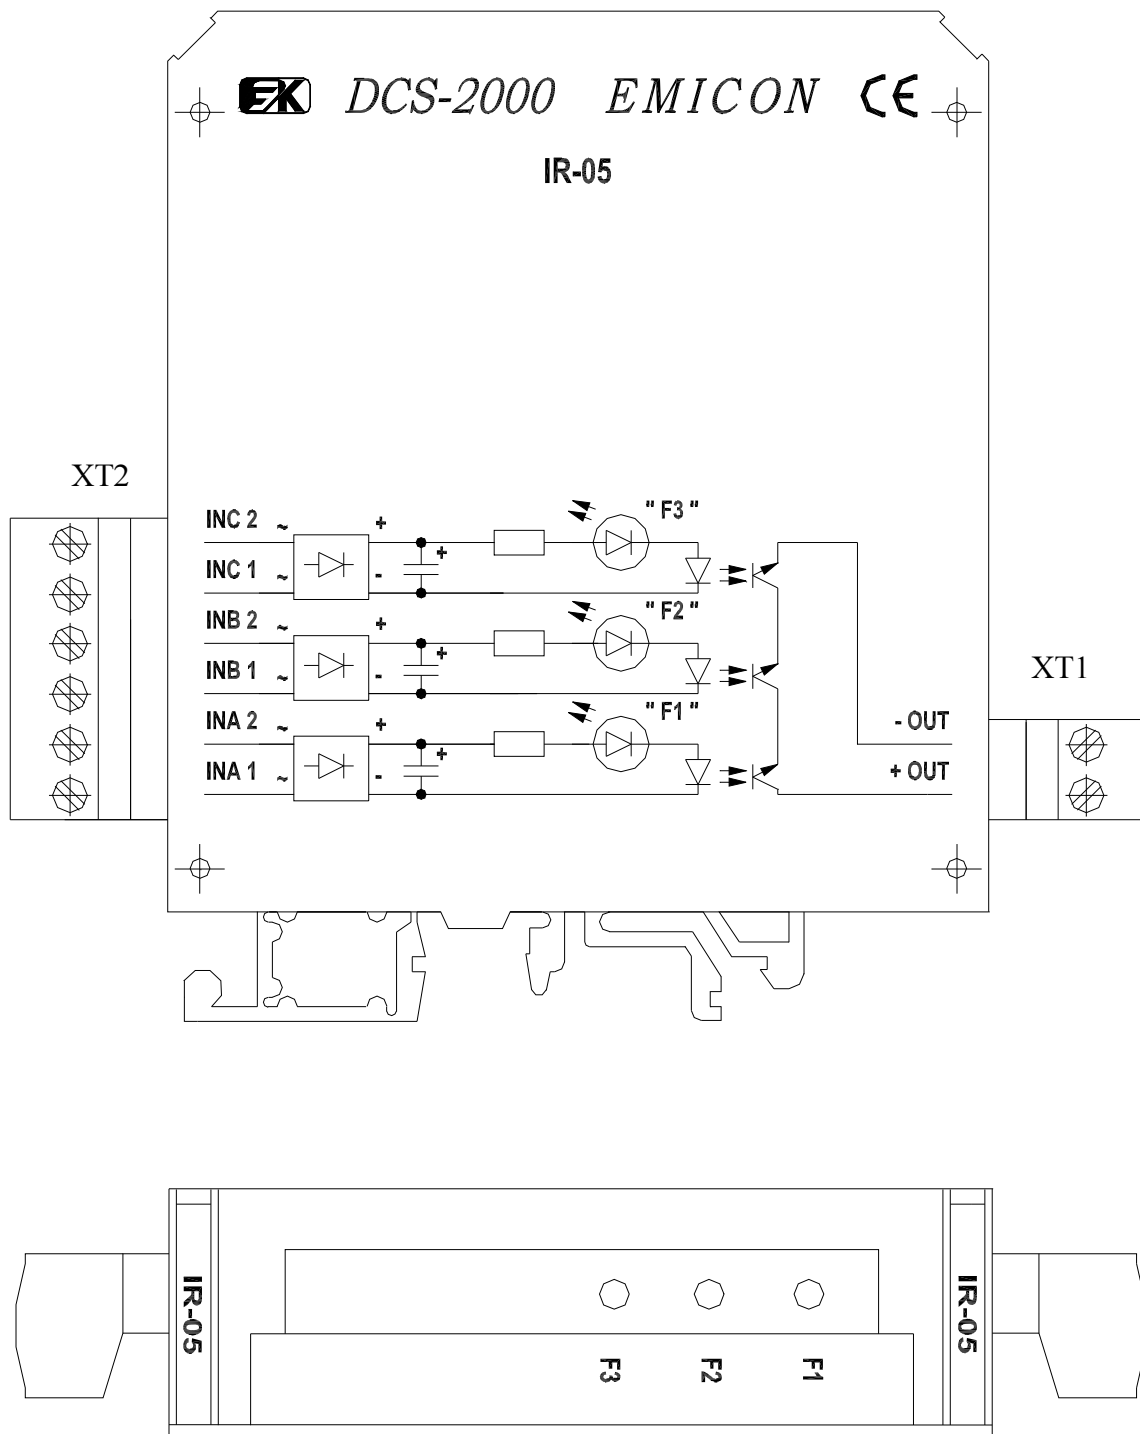 EK DCS-2000 EMICON CE
IR-05
XT2
INC 2 ~ + " F3 "
+
INC 1 ~ -
INB 2 ~ + " F2 "
+
INB 1 ~ -
XT1
INA 2 ~ + " F1 " - OUT
+
INA 1 ~ - + OUT
IR-05
IR-05
F3 F2 F1